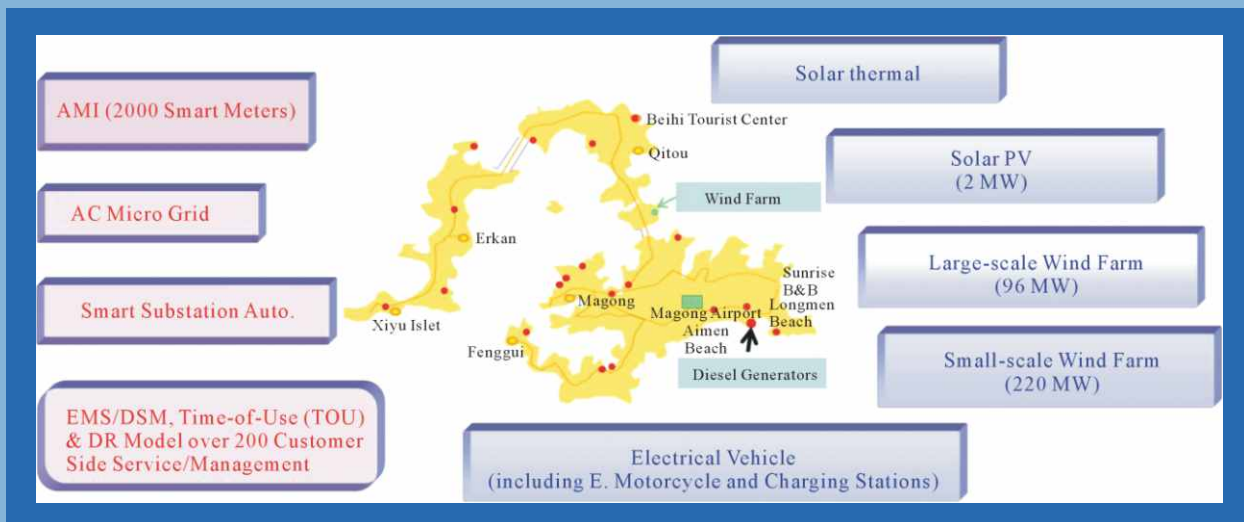 AMI (2000 Smart Meters)
AC Micro Grid
Smart Substation Auto.
EMS/DSM, Time-of-Use (TOU)
& DR Model over 200 Customer
Side Service/Management
Beihi Tourist Center
Qitou
Wind Farm
Erkan
Xiyu Islet
Magong
Fenggui
Magong Airport
Aimen
Beach
Sunrise
B&B
Longmen
Beach
Diesel Generators
Solar thermal
Solar PV
(2 MW)
Large-scale Wind Farm
(96 MW)
Small-scale Wind Farm
(220 MW)
Electrical Vehicle
(including E. Motorcycle and Charging Stations)